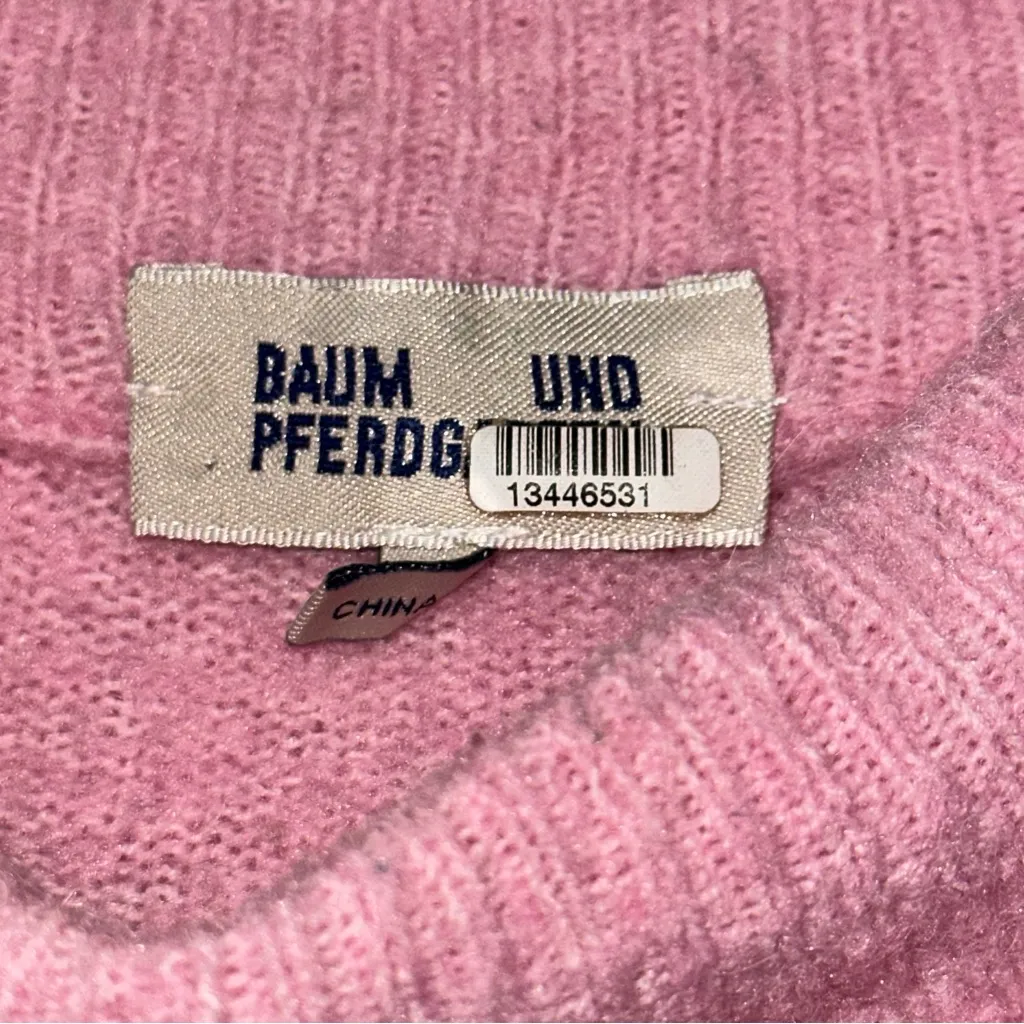 BAUM UND
PFERDG
13446531
CHINA